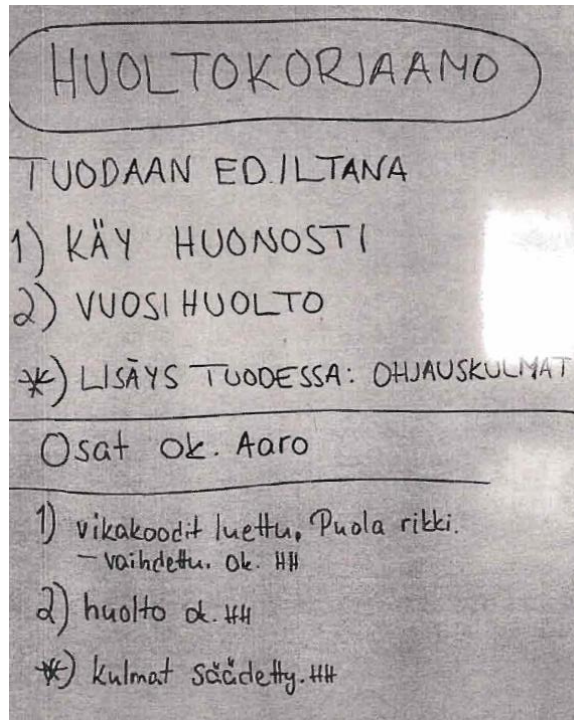 HUOLTOKORJAAMO
TUODAAN ED.ILTANA
1) KÄY HUONOSTI
2) VUOSIHUOLTO
*) LISÄYS TUODESSA: OHJAUSKULMAT
Osat ok. Aaro
1) vikakoodit luettu. Puola rikki.
– vaihdettu. ok. HH
2) huolto ok. HH
*) kulmat säädetty. HH